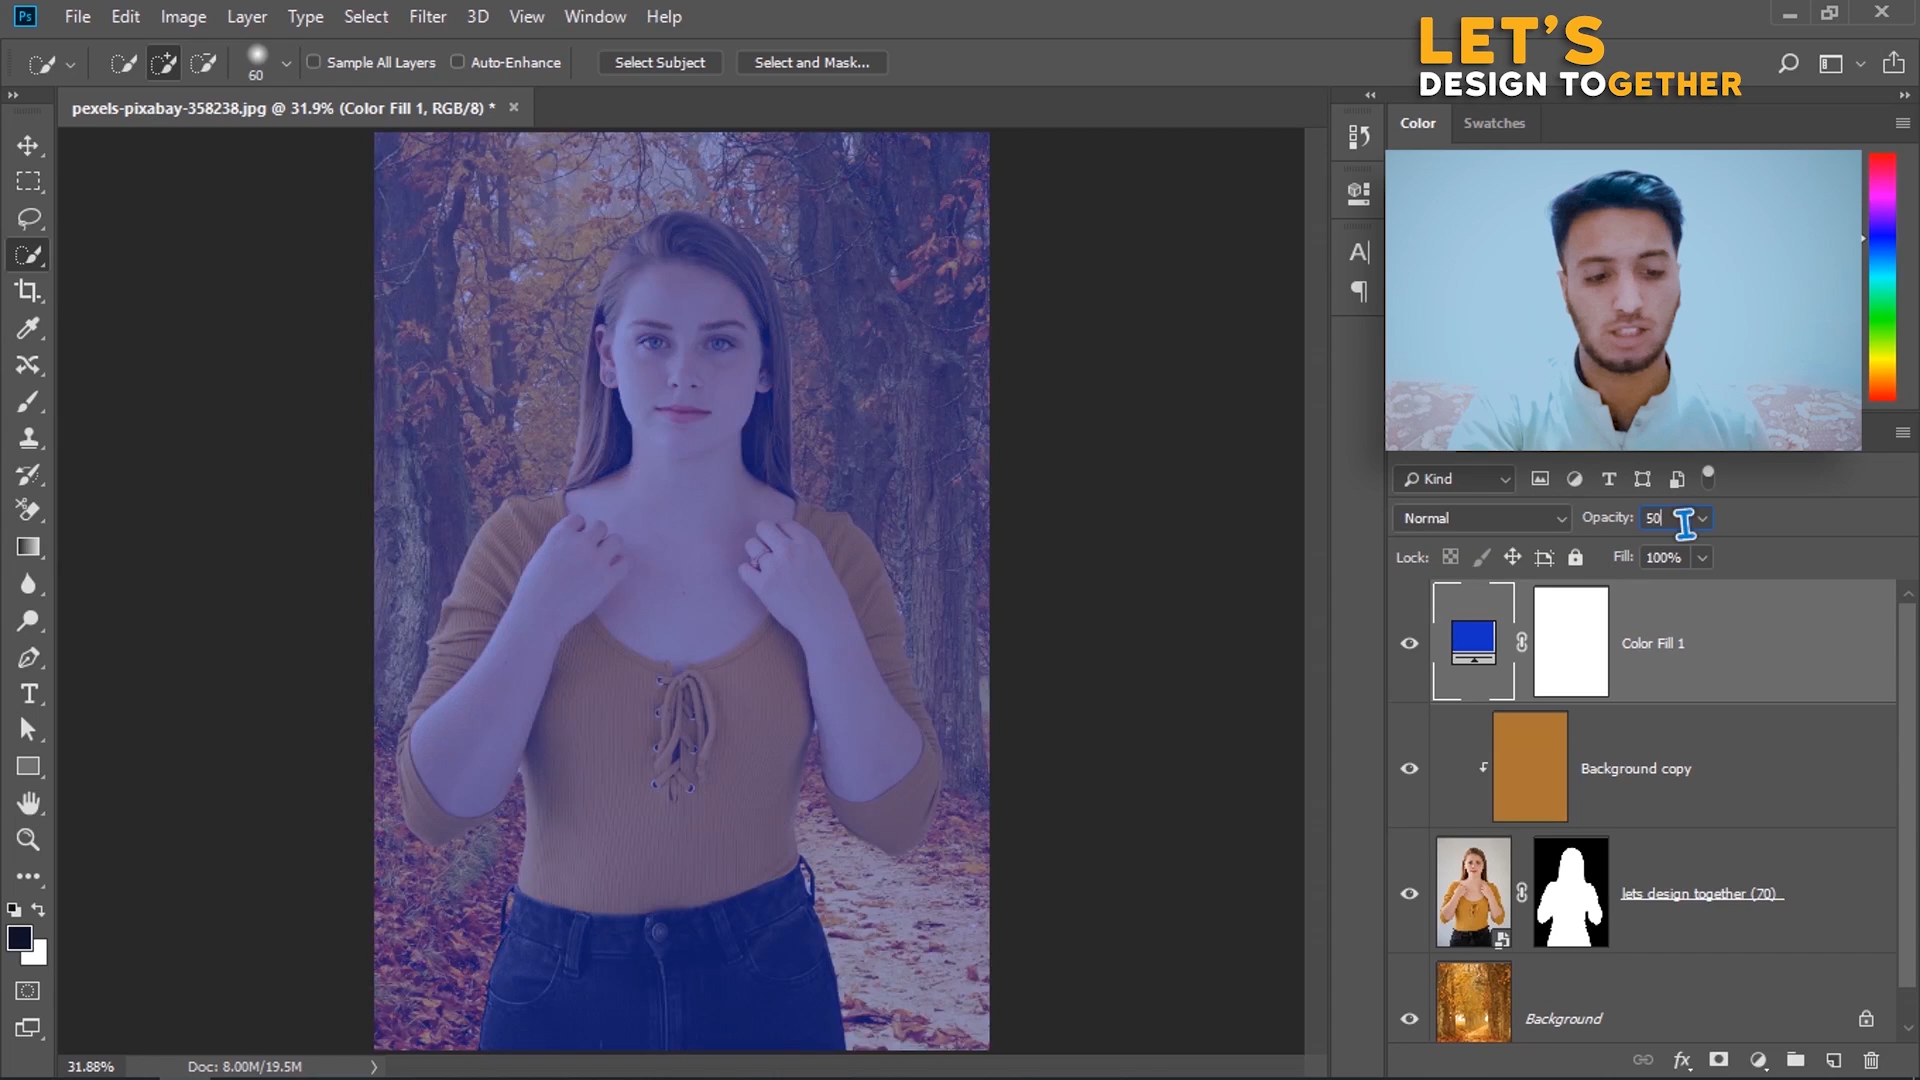 File Edit Image Layer Type Select Filter 3D View Window Help
LET'S
DESIGN TOGETHER
60
Sample All Layers
Auto-Enhance
Select Subject
Select and Mask...
pexels-pixabay-358238.jpg @ 31.9% (Color Fill 1, RGB/8) *
Color
Swatches
Kind
Normal
Opacity: 50
Lock:
Fill: 100%
Color Fill 1
Background copy
lets design together (70)
Background
31.88%
Doc: 8.00M/19.5M